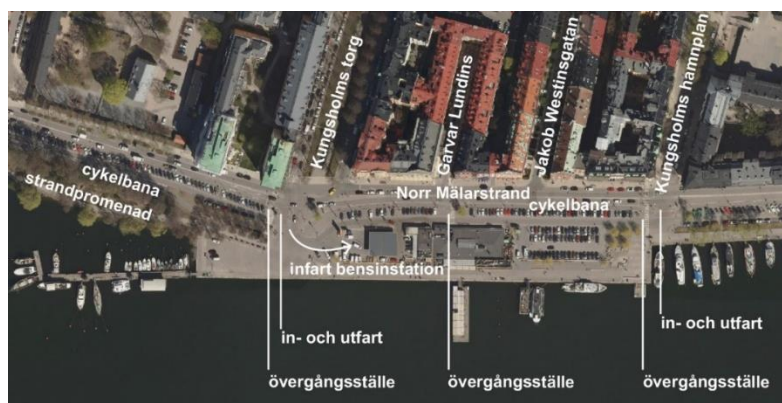 Kungsholms torg
Garvar Lundins
Jakob Westinsgatan
Kungsholms hamnplan
cykelbana
strandpromenad
Norr Mälarstrand
cykelbana
infart bensinstation
in- och utfart
in- och utfart
övergångsställe
övergångsställe
övergångsställe